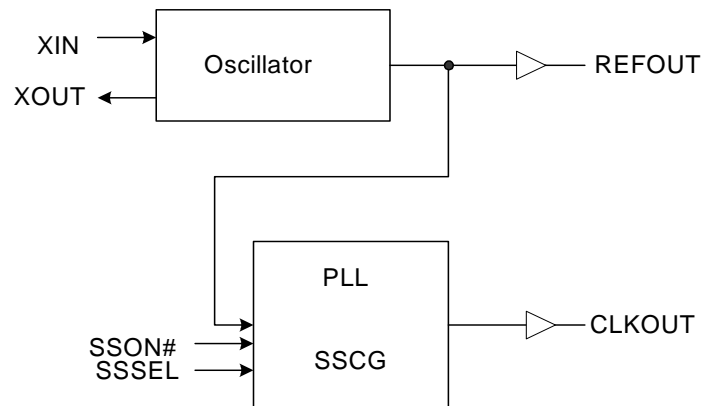 XIN
Oscillator
REFOUT
XOUT
PLL
CLKOUT
SSON#
SSSEL
SSCG